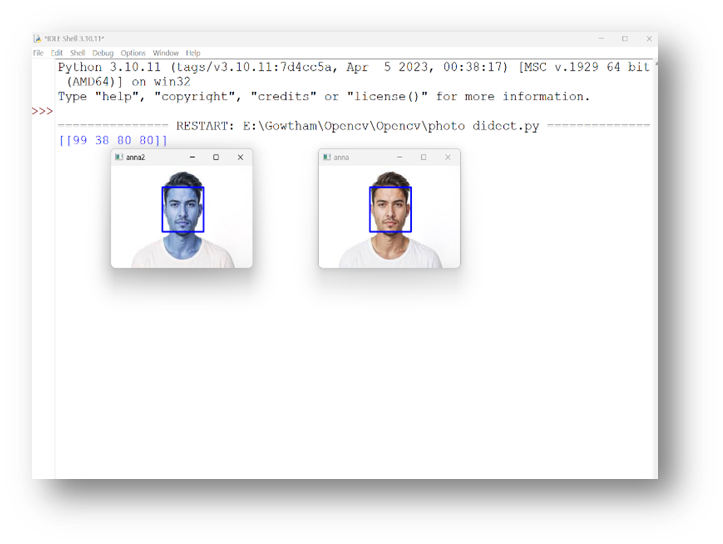 *IDLE Shell 3.10.11*
File Edit Shell Debug Options Window Help
Python 3.10.11 (tags/v3.10.11:7d4cc5a, Apr  5 2023, 00:38:17) [MSC v.1929 64 bit
(AMD64)] on win32
Type "help", "copyright", "credits" or "license()" for more information.
>>>
=============== RESTART: E:\Gowtham\Opencv\Opencv\photo didect.py ==============
[[99 38 80 80]]
anna2
anna